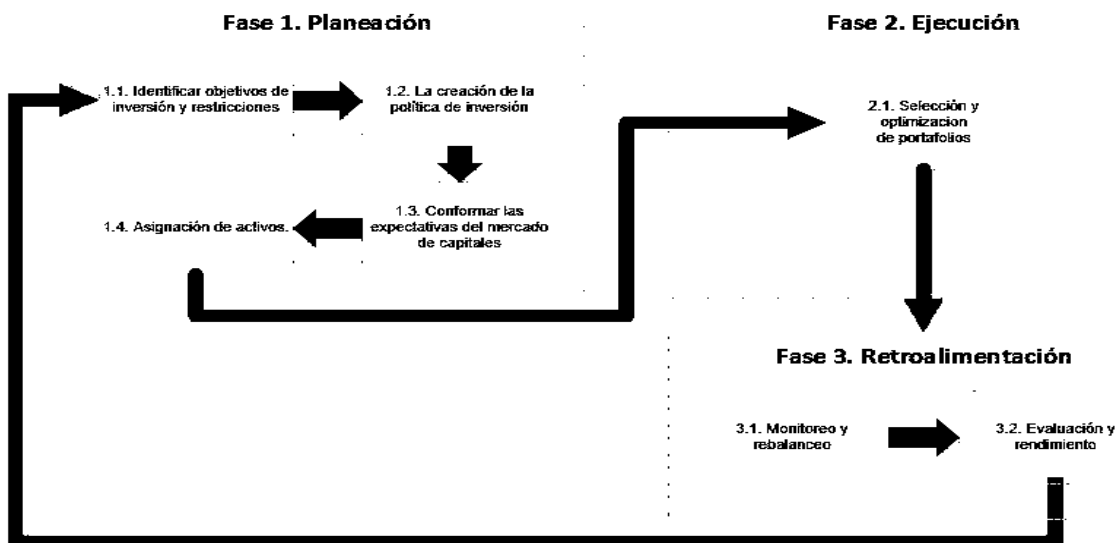 Fase 1. Planeación
1.1. Identificar objetivos de
inversión y restricciones
1.2. La creación de la
política de inversión
1.3. Conformar las
expectativas del mercado
de capitales
1.4. Asignación de activos.
Fase 2. Ejecución
2.1. Selección y
optimizacion
de portafolios
Fase 3. Retroalimentación
3.1. Monitoreo y
rebalanceo
3.2. Evaluación y
rendimiento